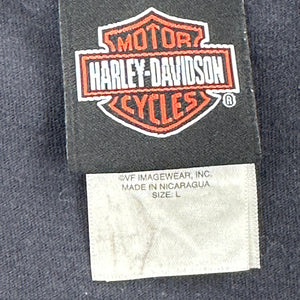 MOTOR
HARLEY-DAVIDSON
CYCLES ®
©VF IMAGEWEAR, INC.
MADE IN NICARAGUA
SIZE: L